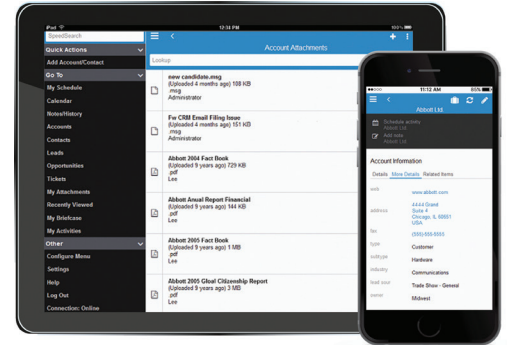 iPad
12:34 PM
100%
SpeedSearch
Quick Actions
Add Account/Contact
Go To
My Schedule
Calendar
Notes/History
Accounts
Contacts
Leads
Opportunities
Tickets
My Attachments
Recently Viewed
My Briefcase
My Activities
Other
Configure Menu
Settings
Help
Log Out
Connection: Online
Account Attachments
Lookup
new candidate.msg
(Uploaded 4 months ago) 108 KB
.msg
Administrator
Fw CRM Email Filing Issue
(Uploaded 4 months ago) 151 KB
.msg
Administrator
Abbott 2004 Fact Book
(Uploaded 9 years ago) 729 KB
.pdf
Lee
Abbott Anual Report Financial
(Uploaded 9 years ago) 144 KB
.pdf
Lee
Abbott 2005 Fact Book
(Uploaded 9 years ago) 1 MB
.pdf
Lee
Abbott 2005 Gloal Citizenship Report
(Uploaded 9 years ago) 3 MB
.pdf
Lee
11:12 AM
85%
Abbott Ltd.
Schedule activity
Abbott Ltd.
Add note
Abbott Ltd.
Account Information
Details More Details Related Items
web www.abbott.com
address 4444 Grand
Suite 4
Chicago, IL 60651
USA
fax (555) 555-5553
type Customer
subtype Hardware
industry Communications
lead sour Trade Show - General
owner Midwest